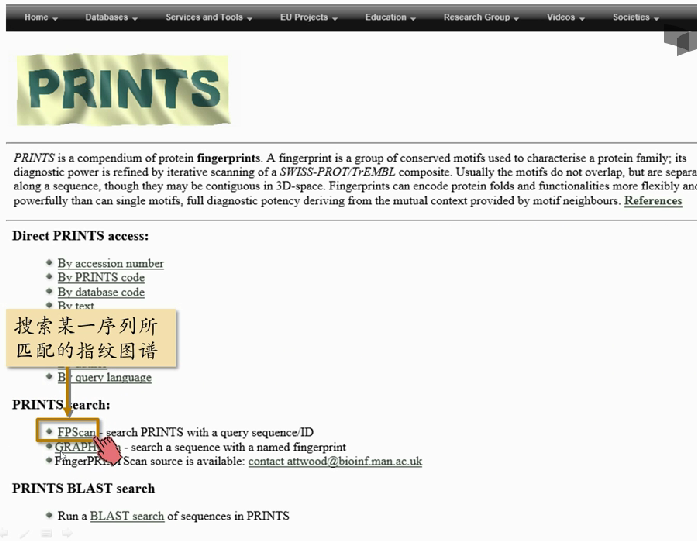 Home Databases Services and Tools EU Projects Education Research Group Videos Societies
PRINTS
PRINTS is a compendium of protein fingerprints. A fingerprint is a group of conserved motifs used to characterise a protein family; its
diagnostic power is refined by iterative scanning of a SWISS-PROT/TrEMBL composite. Usually the motifs do not overlap, but are separa
along a sequence, though they may be contiguous in 3D-space. Fingerprints can encode protein folds and functionalities more flexibly and
powerfully than can single motifs, full diagnostic potency deriving from the mutual context provided by motif neighbours. References
Direct PRINTS access:
By accession number
By PRINTS code
By database code
By text
搜索某一序列所
匹配的指纹图谱
By query language
PRINTS search:
FPScan - search PRINTS with a query sequence/ID
GRAPH - search a sequence with a named fingerprint
FingerPRINTScan source is available: contact attwood@bioinf.man.ac.uk
PRINTS BLAST search
Run a BLAST search of sequences in PRINTS